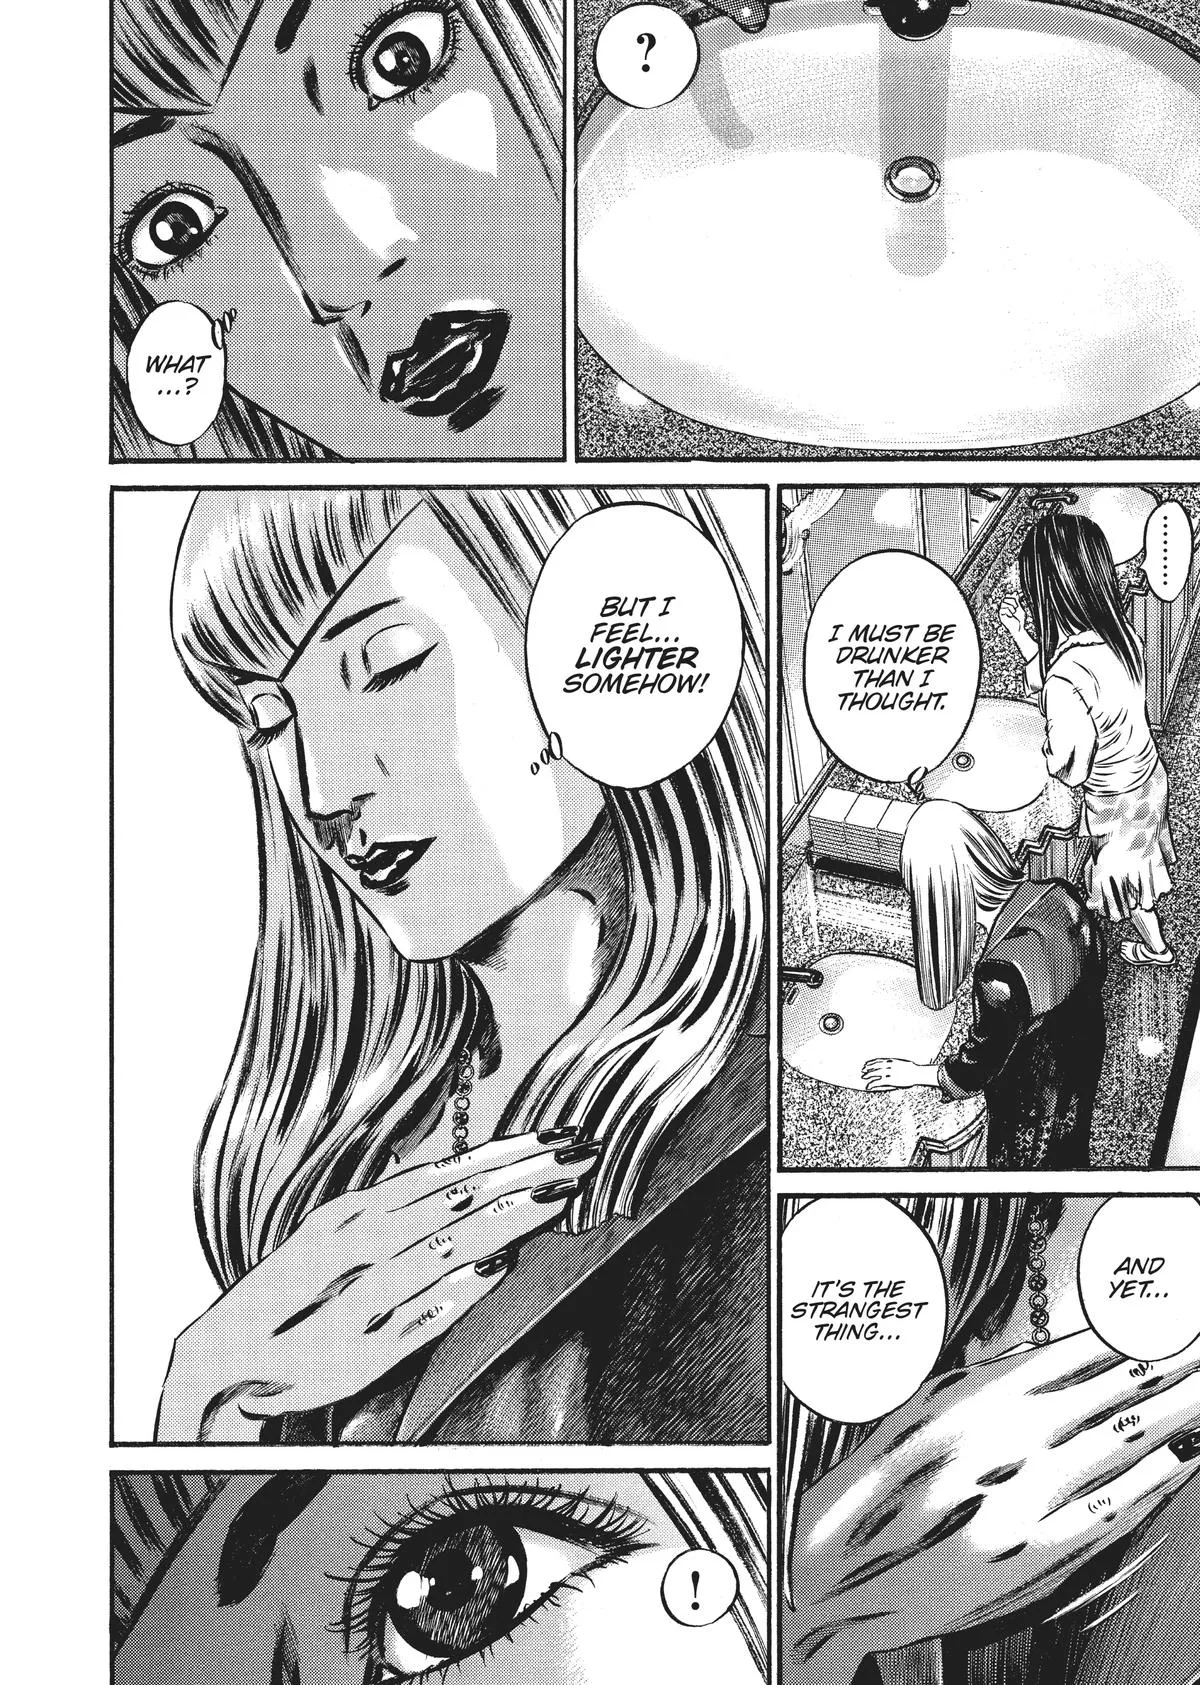 ?
WHAT
...?
.........
I MUST BE
DRUNKER
THAN I
THOUGHT.
AND
YET...
IT'S THE
STRANGEST
THING...
BUT I
FEEL...
LIGHTER
SOMEHOW!
!